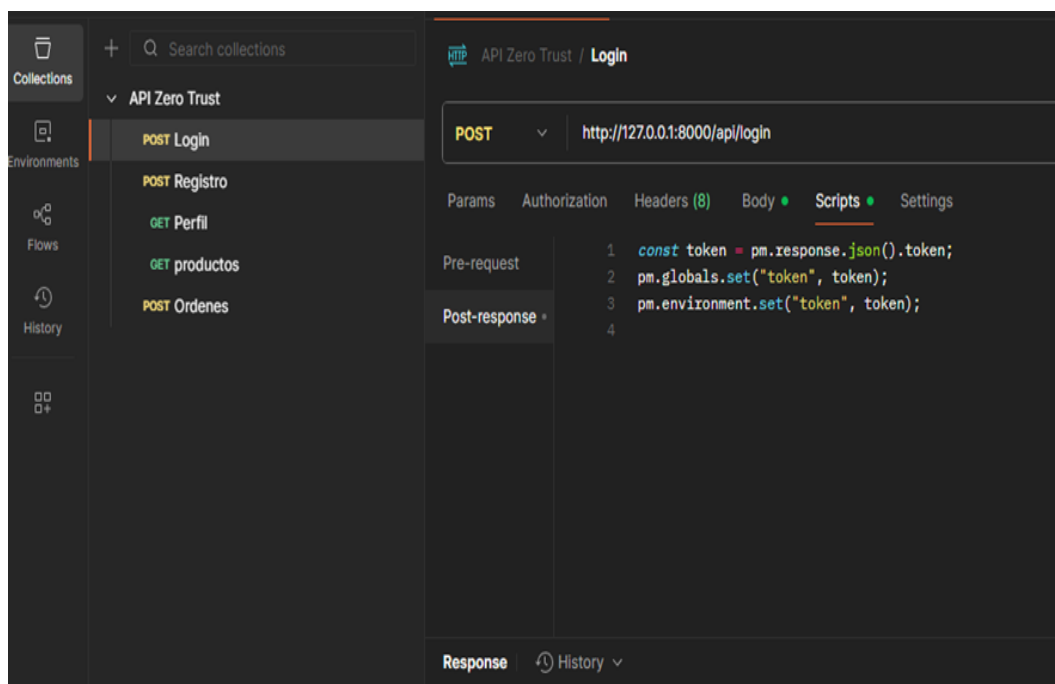 Collections
Environments
Flows
History
Search collections
API Zero Trust
POST Login
POST Registro
GET Perfil
GET productos
POST Ordenes
HTTP API Zero Trust / Login
POST http://127.0.0.1:8000/api/login
Params Authorization Headers (8) Body Scripts Settings
Pre-request
Post-response
1 const token = pm.response.json().token;
2 pm.globals.set("token", token);
3 pm.environment.set("token", token);
4
Response History